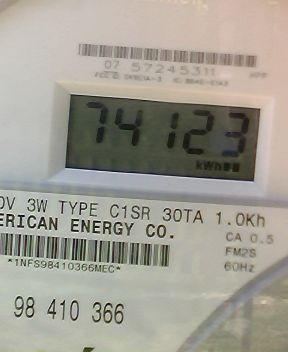 07 57245311
74123
kWh
0V 3W TYPE C1SR 30TA 1.0Kh
ERICAN ENERGY CO.
CA 0.5
FM2S
60Hz
*1NFS98410366MEC*
98 410 366